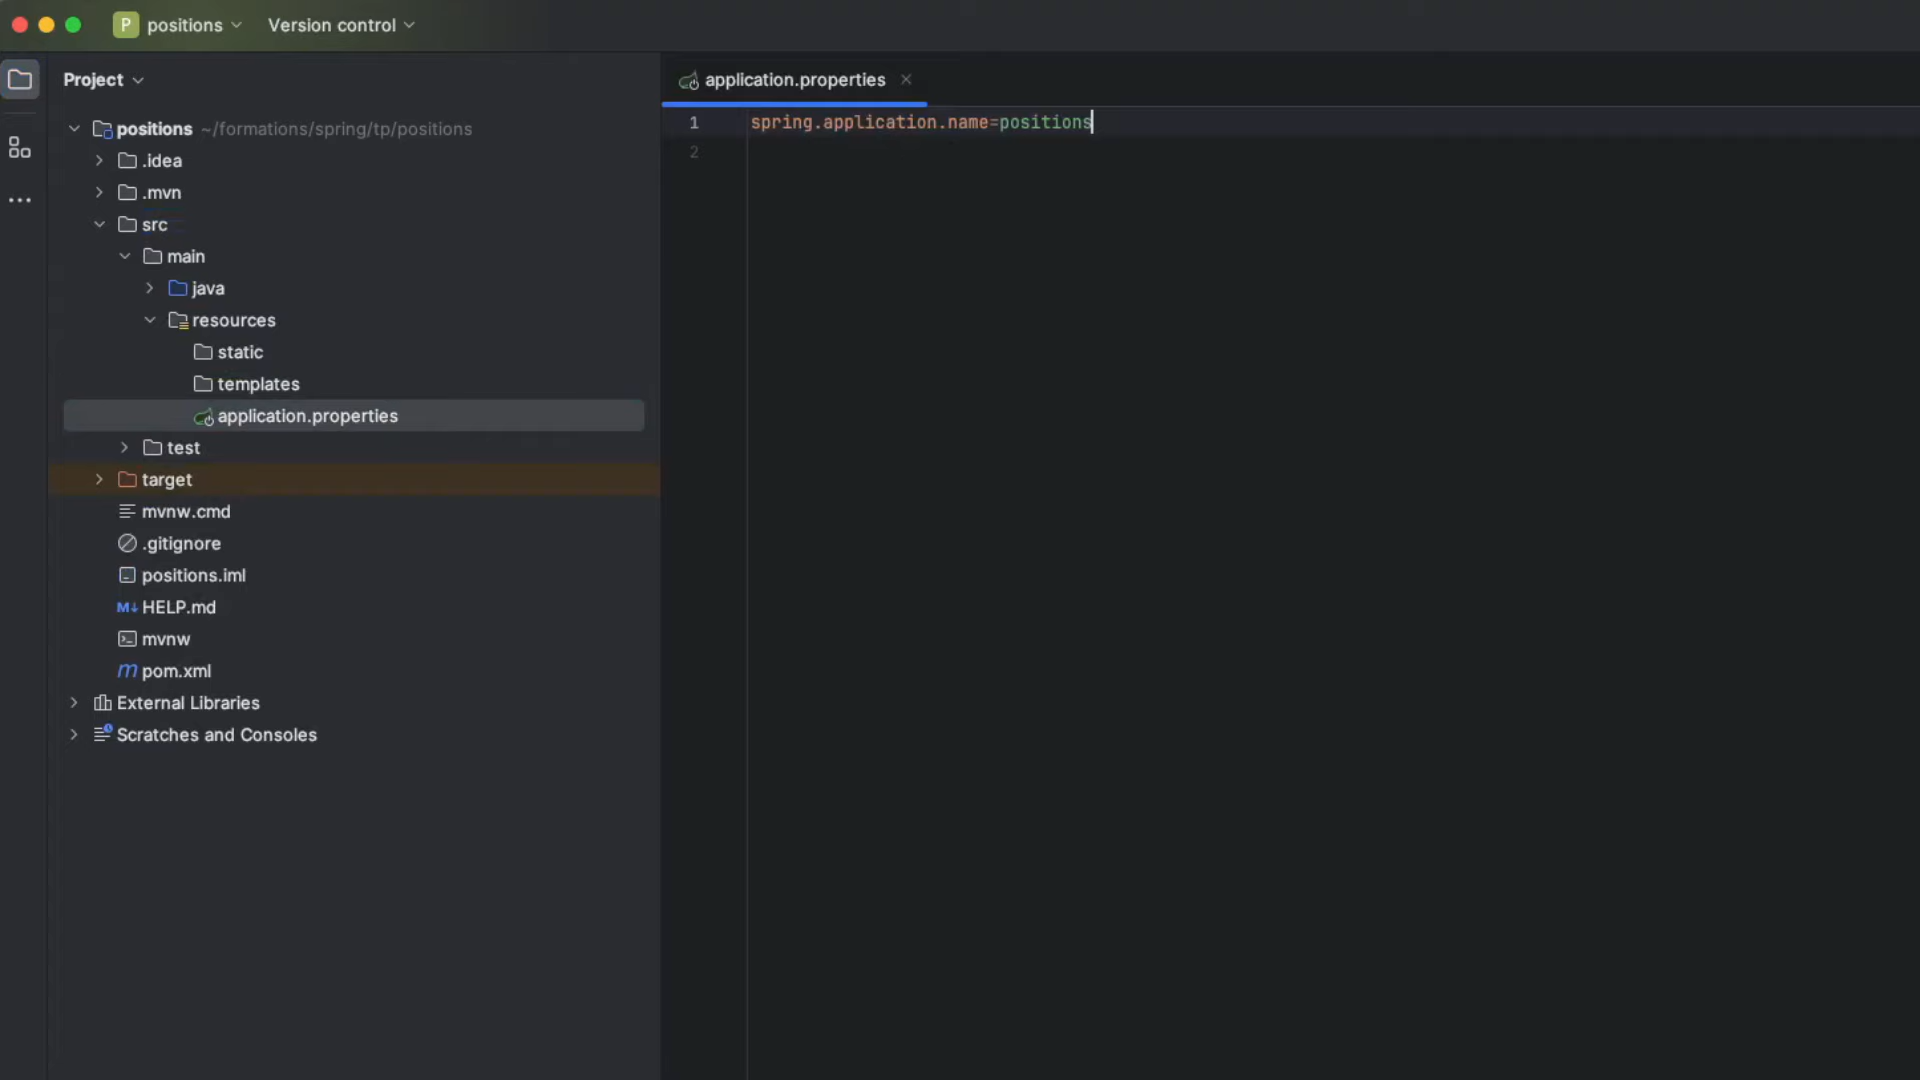 P positions Version control
Project
application.properties
positions ~/formations/spring/tp/positions
.idea
.mvn
src
main
java
resources
static
templates
application.properties
test
target
mvnw.cmd
.gitignore
positions.iml
M↓ HELP.md
mvnw
m pom.xml
External Libraries
Scratches and Consoles
1 spring.application.name=positions
2